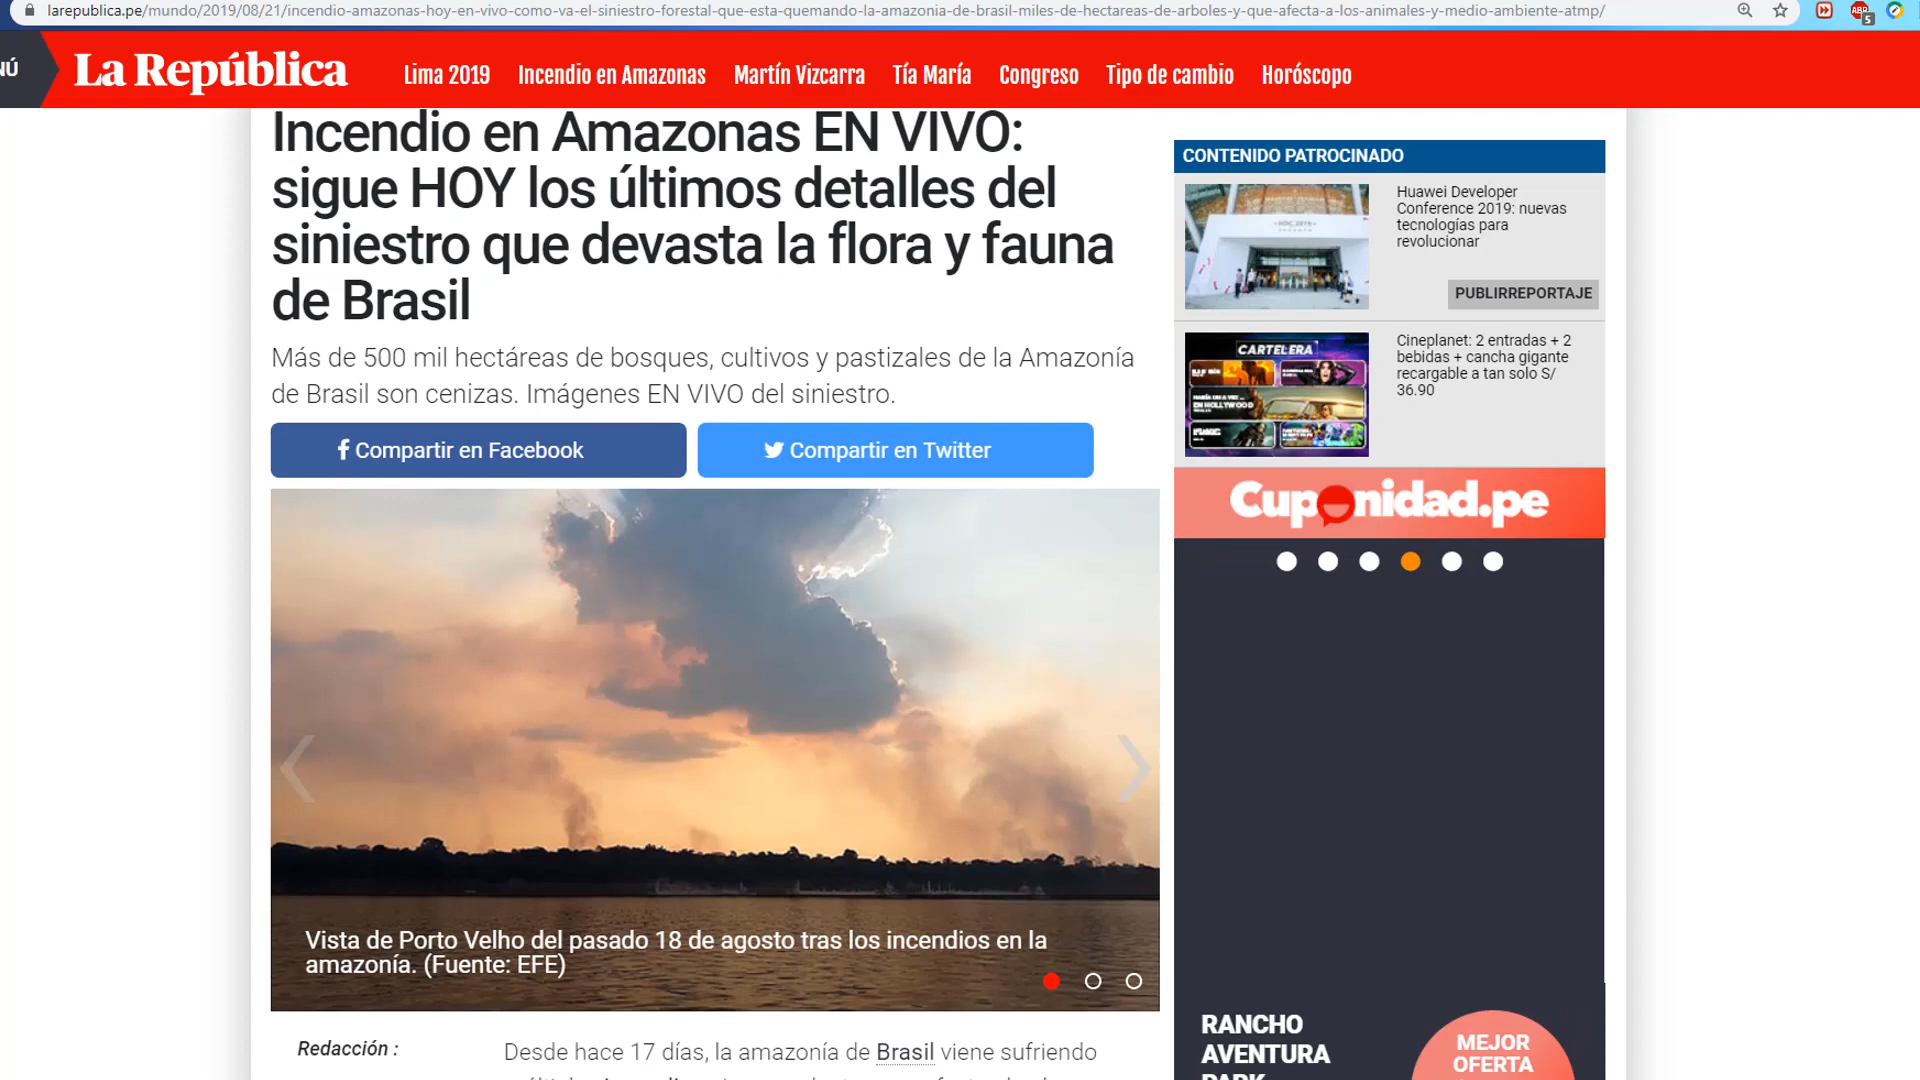 larepublica.pe/mundo/2019/08/21/incendio-amazonas-hoy-en-vivo-como-va-el-siniestro-forestal-que-esta-quemando-la-amazonia-de-brasil-miles-de-hectareas-de-arboles-y-que-afecta-a-los-animales-y-medio-ambiente-atmp/
ABP
5
NÚ
La República
Lima 2019 Incendio en Amazonas Martín Vizcarra Tía María Congreso Tipo de cambio Horóscopo
Incendio en Amazonas EN VIVO:
sigue HOY los últimos detalles del
siniestro que devasta la flora y fauna
de Brasil
Más de 500 mil hectáreas de bosques, cultivos y pastizales de la Amazonía
de Brasil son cenizas. Imágenes EN VIVO del siniestro.
Compartir en Facebook
Compartir en Twitter
Vista de Porto Velho del pasado 18 de agosto tras los incendios en la
amazonía. (Fuente: EFE)
Redacción :
Desde hace 17 días, la amazonía de Brasil viene sufriendo
CONTENIDO PATROCINADO
Huawei Developer
Conference 2019: nuevas
tecnologías para
revolucionar
PUBLIRREPORTAJE
CARTELERA
EN HOLLYWOOD
Cineplanet: 2 entradas + 2
bebidas + cancha gigante
recargable a tan solo S/
36.90
Cuponidad.pe
RANCHO
AVENTURA
PARK
MEJOR
OFERTA